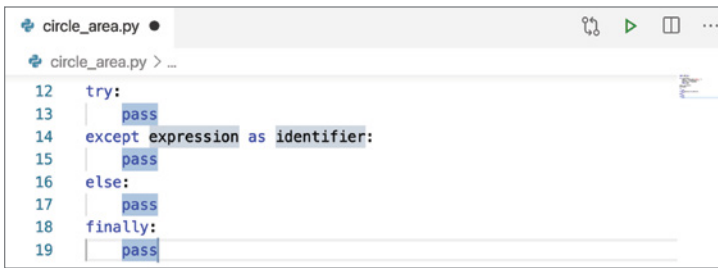 circle_area.py
circle_area.py > ...
12 try:
13     pass
14 except expression as identifier:
15     pass
16 else:
17     pass
18 finally:
19     pass